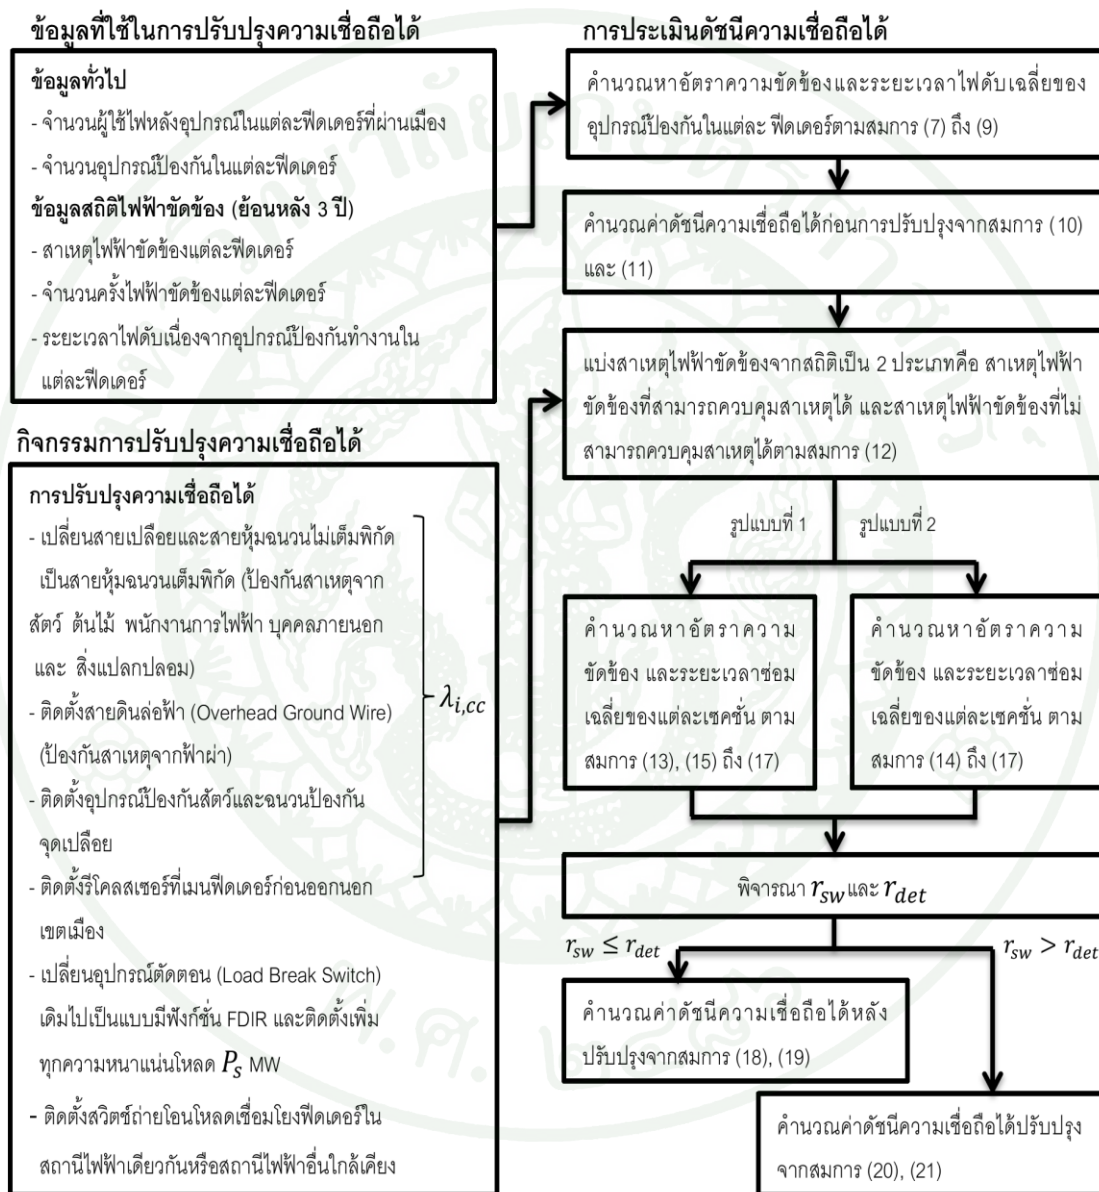 ข้อมูลที่ใช้ในการปรับปรุงความเชื่อถือได้
ข้อมูลทั่วไป
- จำนวนผู้ใช้ไฟหลังอุปกรณ์ในแต่ละฟีดเดอร์ที่ผ่านเมือง
- จำนวนอุปกรณ์ป้องกันในแต่ละฟีดเดอร์
ข้อมูลสถิติไฟฟ้าขัดข้อง (ย้อนหลัง 3 ปี)
- สาเหตุไฟฟ้าขัดข้องแต่ละฟีดเดอร์
- จำนวนครั้งไฟฟ้าขัดข้องแต่ละฟีดเดอร์
- ระยะเวลาไฟดับเนื่องจากอุปกรณ์ป้องกันทำงานใน
แต่ละฟีดเดอร์
กิจกรรมการปรับปรุงความเชื่อถือได้
การปรับปรุงความเชื่อถือได้
- เปลี่ยนสายเปลือยและสายหุ้มฉนวนไม่เต็มพิกัด
เป็นสายหุ้มฉนวนเต็มพิกัด (ป้องกันสาเหตุจาก
สัตว์ ต้นไม้ พนักงานการไฟฟ้า บุคคลภายนอก
และ สิ่งแปลกปลอม)
- ติดตั้งสายดินล่อฟ้า (Overhead Ground Wire)
(ป้องกันสาเหตุจากฟ้าผ่า)
- ติดตั้งอุปกรณ์ป้องกันสัตว์และฉนวนป้องกัน
จุดเปลือย
λi,cc
- ติดตั้งรีโคลสเซอร์ที่เมนฟีดเดอร์ก่อนออกนอก
เขตเมือง
- เปลี่ยนอุปกรณ์ตัดตอน (Load Break Switch)
เดิมไปเป็นแบบมีฟังก์ชั่น FDIR และติดตั้งเพิ่ม
ทุกความหนาแน่นโหลด Ps MW
- ติดตั้งสวิตช์ถ่ายโอนโหลดเชื่อมโยงฟีดเดอร์ใน
สถานีไฟฟ้าเดียวกันหรือสถานีไฟฟ้าอื่นใกล้เคียง
การประเมินดัชนีความเชื่อถือได้
คำนวณหาอัตราความขัดข้องและระยะเวลาไฟดับเฉลี่ยของ
อุปกรณ์ป้องกันในแต่ละ ฟีดเดอร์ตามสมการ (7) ถึง (9)
คำนวณค่าดัชนีความเชื่อถือได้ก่อนการปรับปรุงจากสมการ (10)
และ (11)
แบ่งสาเหตุไฟฟ้าขัดข้องจากสถิติเป็น 2 ประเภทคือ สาเหตุไฟฟ้า
ขัดข้องที่สามารถควบคุมสาเหตุได้ และสาเหตุไฟฟ้าขัดข้องที่ไม่
สามารถควบคุมสาเหตุได้ตามสมการ (12)
รูปแบบที่ 1
รูปแบบที่ 2
คำนวณหาอัตราความ
ขัดข้อง และระยะเวลาซ่อม
เฉลี่ยของแต่ละเซคชั่น ตาม
สมการ (13), (15) ถึง (17)
คำนวณหาอัตราความ
ขัดข้อง และระยะเวลาซ่อม
เฉลี่ยของแต่ละเซคชั่น ตาม
สมการ (14) ถึง (17)
พิจารณา rsw และ rdet
rsw ≤ rdet
rsw > rdet
คำนวณค่าดัชนีความเชื่อถือได้หลัง
ปรับปรุงจากสมการ (18), (19)
คำนวณค่าดัชนีความเชื่อถือได้ปรับปรุง
จากสมการ (20), (21)